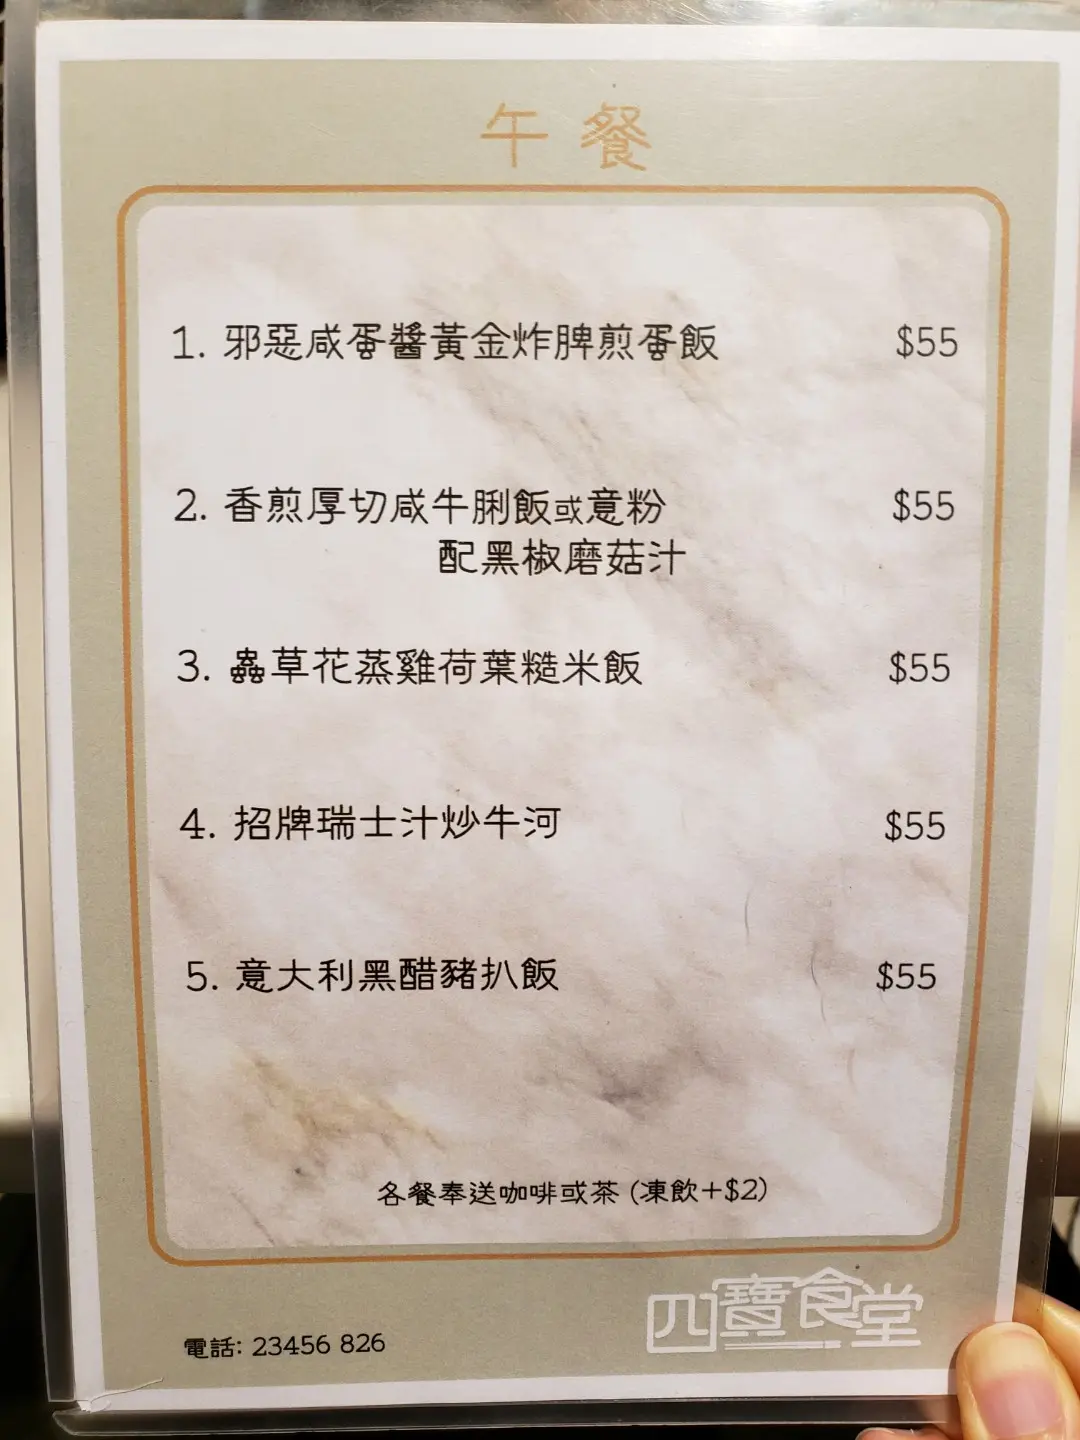 午餐
1. 邪惡咸蛋醬黃金炸脾煎蛋飯 $55
2. 香煎厚切咸牛脷飯或意粉 $55
配黑椒磨菇汁
3. 蟲草花蒸雞荷葉糙米飯 $55
4. 招牌瑞士汁炒牛河 $55
5. 意大利黑醋豬扒飯 $55
各餐奉送咖啡或茶 (凍飲+$2)
四寶食堂
電話: 23456 826